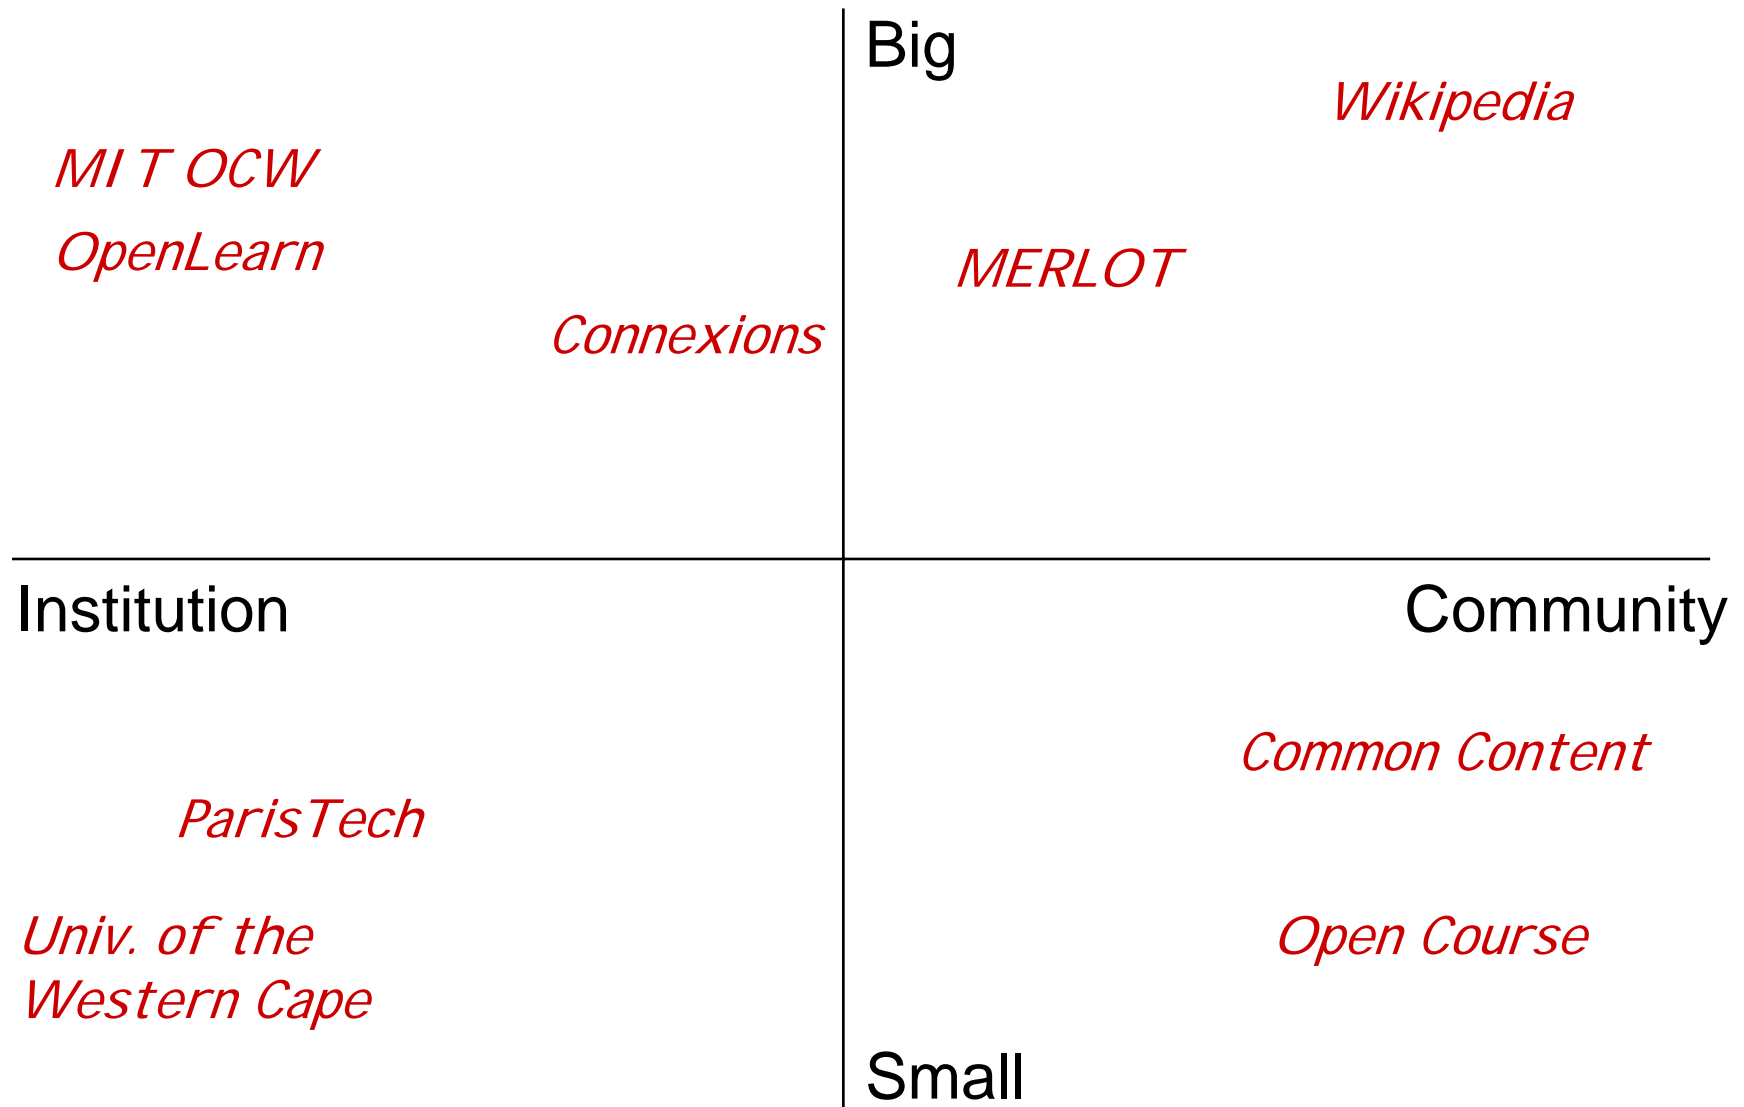 Big
Wikipedia
MIT OCW
OpenLearn
MERLOT
Connexions
Institution
Community
Common Content
ParisTech
Univ. of the
Western Cape
Open Course
Small